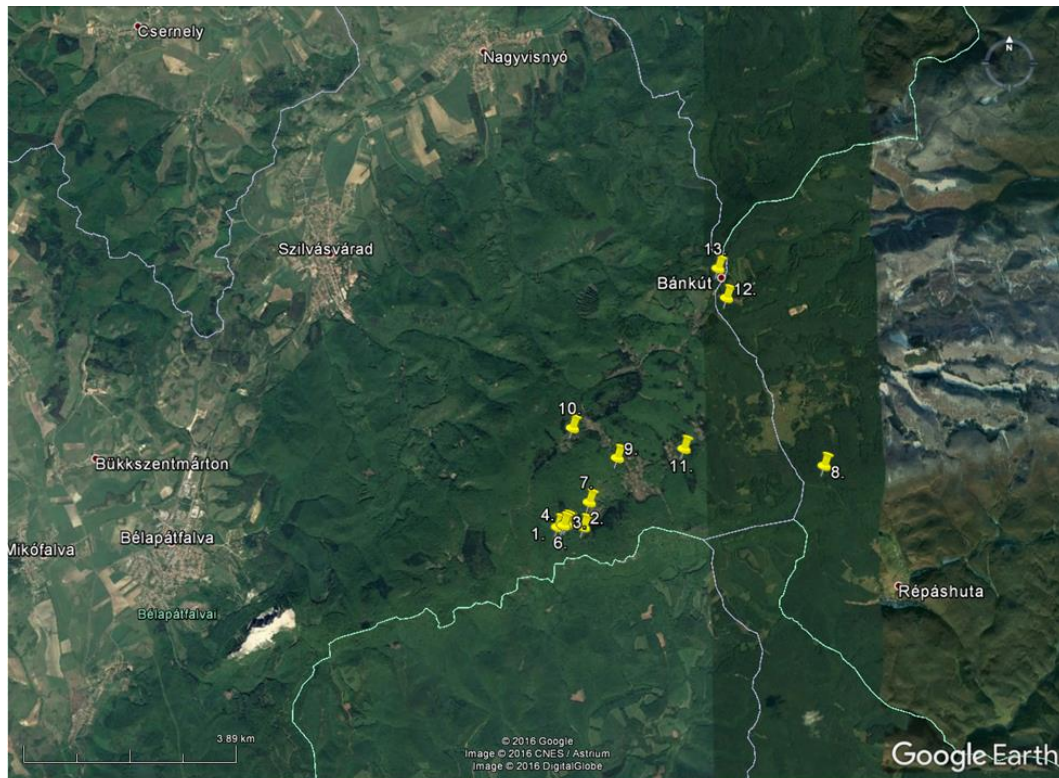 Csernely
Nagyvisnyó
N
Szilvásvárad
13.
Bánkút
12.
10.
9.
11.
8.
Bükkszentmárton
7.
4.
3.
2.
1.
6.
Mikófalva
Bélapátfalva
Répáshuta
Bélapátfalvai
3.89 km
© 2016 Google
Image © 2016 CNES / Astrium
Image © 2016 DigitalGlobe
Google Earth